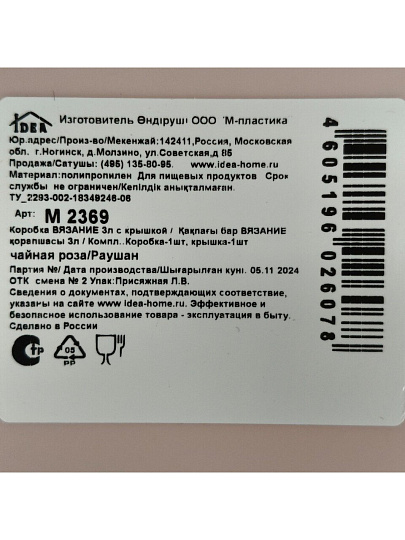 IDEA
Изготовитель Өндіруші ООО "М-пластика
Юр.адрес/Произ-во/Мекенжай:142411,Россия, Московская
обл. г.Ногинск, д.Молзино, ул.Советская,д 85
Продажа/Сатушы: (495) 135-80-95. www.idea-home.ru.
Материал:полипропилен Для пищевых продуктов Срок
службы не ограничен/Кепілдік анықталмаған.
ТУ_2293-002-18349246-06
Арт: М 2369
Коробка ВЯЗАНИЕ 3л с крышкой / Қақпағы бар ВЯЗАНИЕ
қорапшасы 3л / Компл..Коробка-1шт, крышка-1шт
чайная роза/Раушан
Партия №/ Дата производства/Шығарылған күні 05.11 2024
ОТК смена № 2 Упак:Присяжная Л.В.
Сведения о документах, подтверждающих соответствие,
указаны на сайте www idea-home.ru. Эффективное и
безопасное использование товара - эксплуатация в быту.
Сделано в России
СТР
05
PP
4 605196 026078